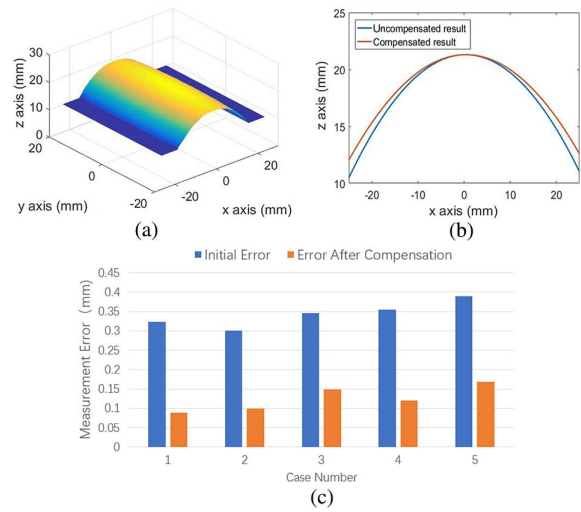 (a)
z axis (mm)
30
20
10
0
20
0
-20
y axis (mm)
-20
0
20
x axis (mm)
(b)
Uncompensated result
Compensated result
z axis (mm)
25
20
15
10
-20
-10
0
10
20
x axis (mm)
Initial Error
Error After Compensation
Measurement Error (mm)
0.45
0.4
0.35
0.3
0.25
0.2
0.15
0.1
0.05
0
1
2
3
4
5
Case Number
(c)